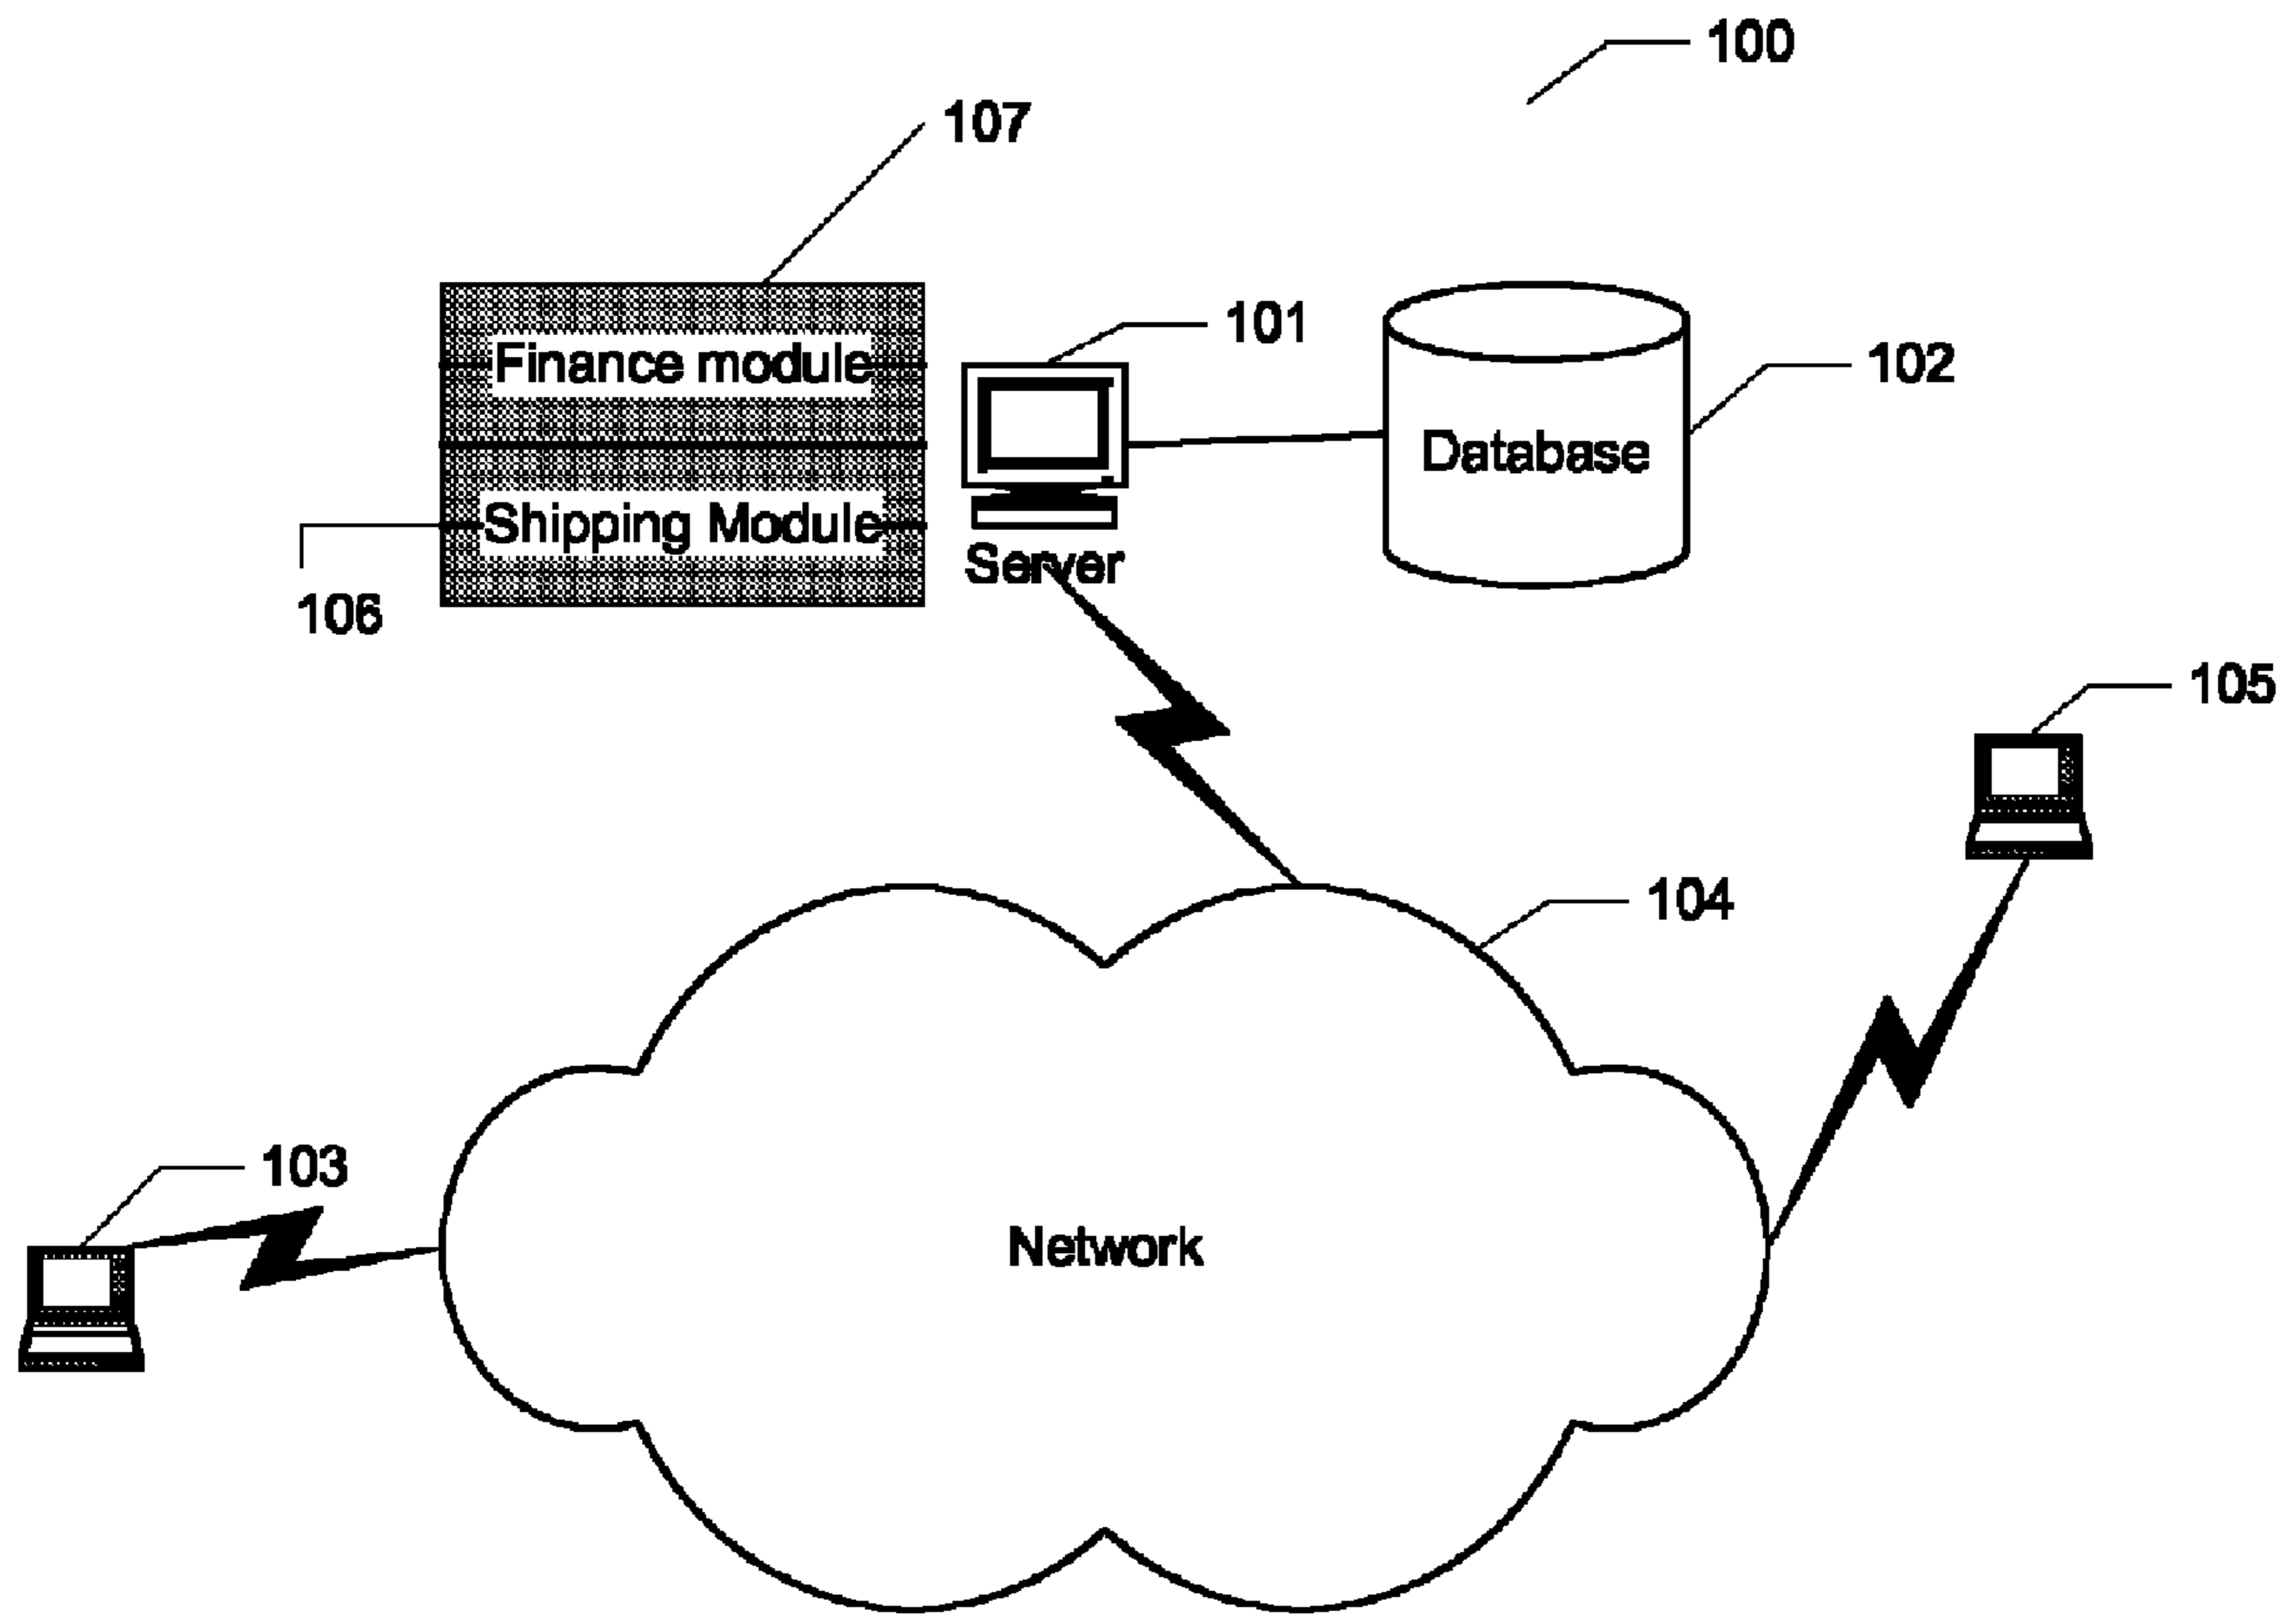 100
107
101
Finance module
102
Database
Shipping Module
Server
106
105
104
103
Network